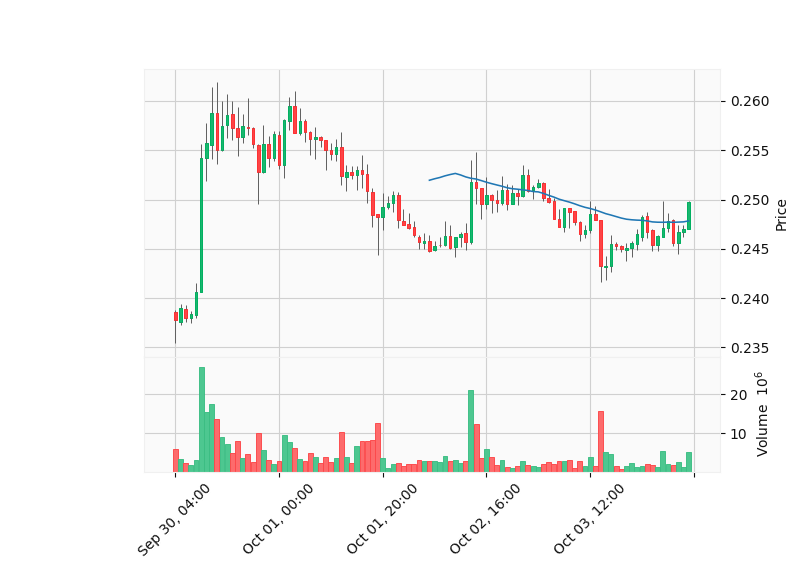 0.260
0.255
0.250
0.245
0.240
0.235
Price
20
10
Volume 10^6
Sep 30, 04:00
Oct 01, 00:00
Oct 01, 20:00
Oct 02, 16:00
Oct 03, 12:00